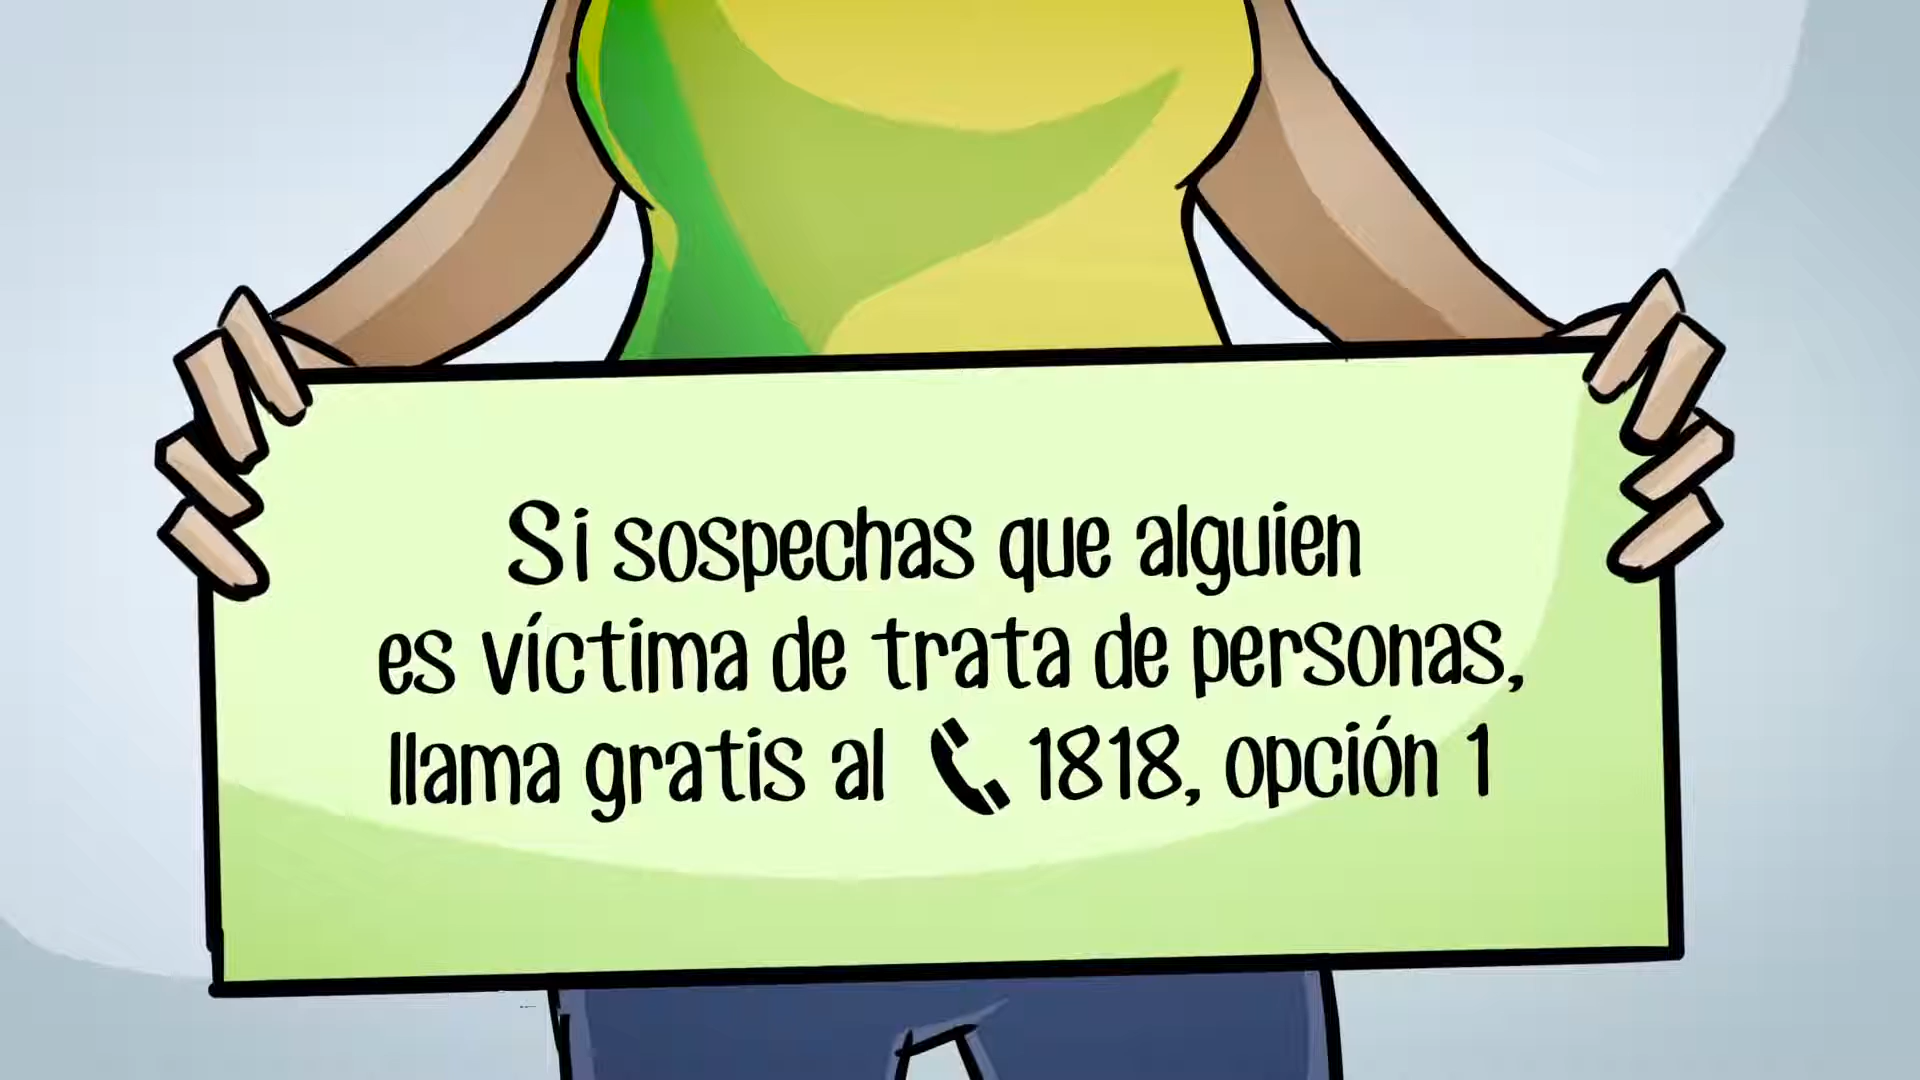 Si sospechas que alguien
es víctima de trata de personas,
llama gratis al 1818, opción 1